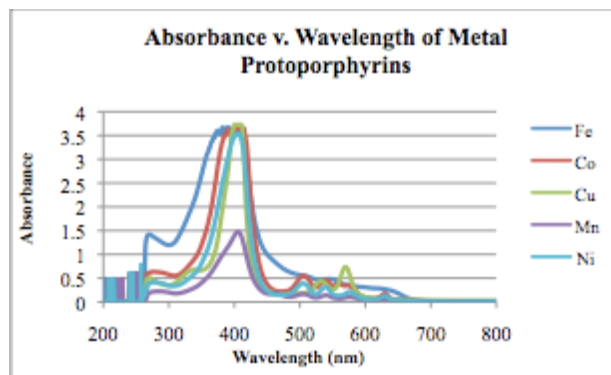 Absorbance v. Wavelength of Metal
Protoporphyrins
Absorbance
4
3.5
3
2.5
2
1.5
1
0.5
0
200 300 400 500 600 700 800
Wavelength (nm)
Fe
Co
Cu
Mn
Ni